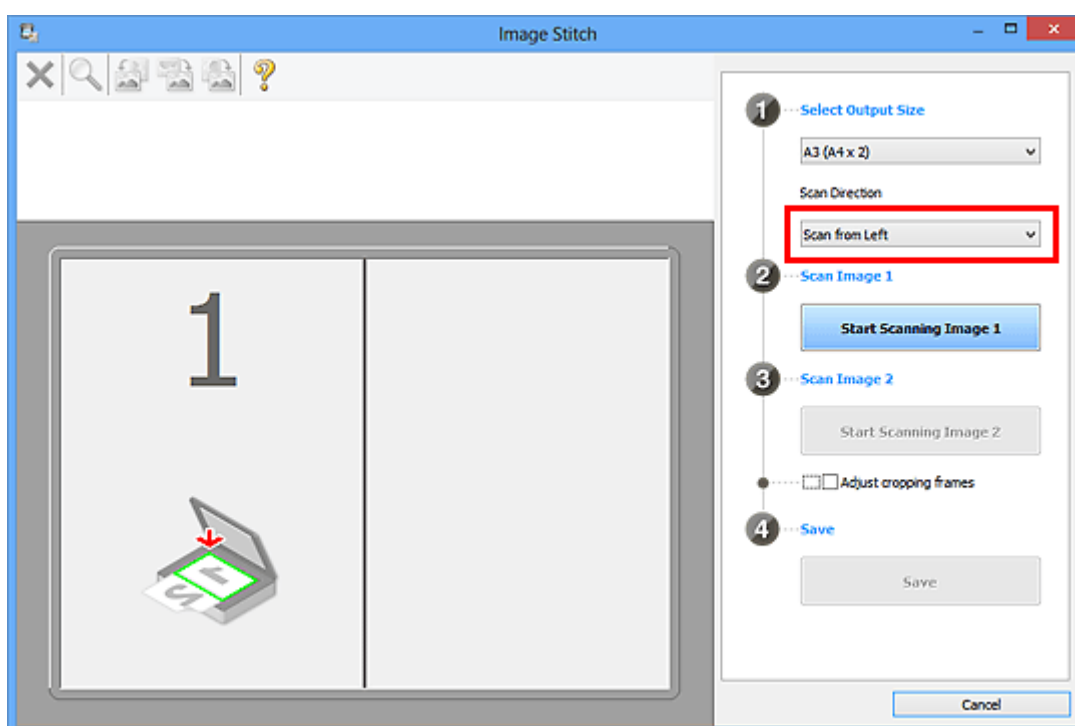 Image Stitch
1
1
2
1 Select Output Size
A3 (A4 x 2)
Scan Direction
Scan from Left
2 Scan Image 1
Start Scanning Image 1
3 Scan Image 2
Start Scanning Image 2
Adjust cropping frames
4 Save
Save
Cancel